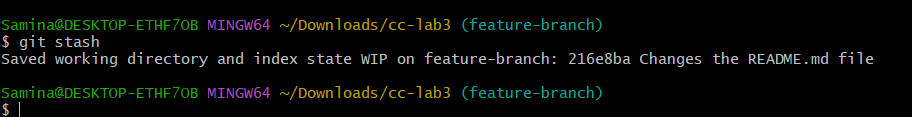 Samina@DESKTOP-ETHF7OB MINGW64 ~/Downloads/cc-lab3 (feature-branch)
$ git stash
Saved working directory and index state WIP on feature-branch: 216e8ba Changes the README.md file
Samina@DESKTOP-ETHF7OB MINGW64 ~/Downloads/cc-lab3 (feature-branch)
$